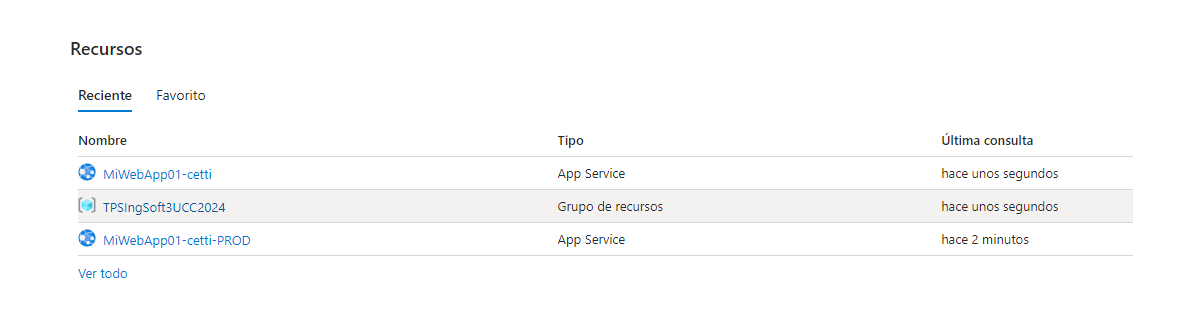 Recursos
Reciente Favorito
Nombre Tipo Última consulta
MiWebApp01-cetti App Service hace unos segundos
TPSIngSoft3UCC2024 Grupo de recursos hace unos segundos
MiWebApp01-cetti-PROD App Service hace 2 minutos
Ver todo